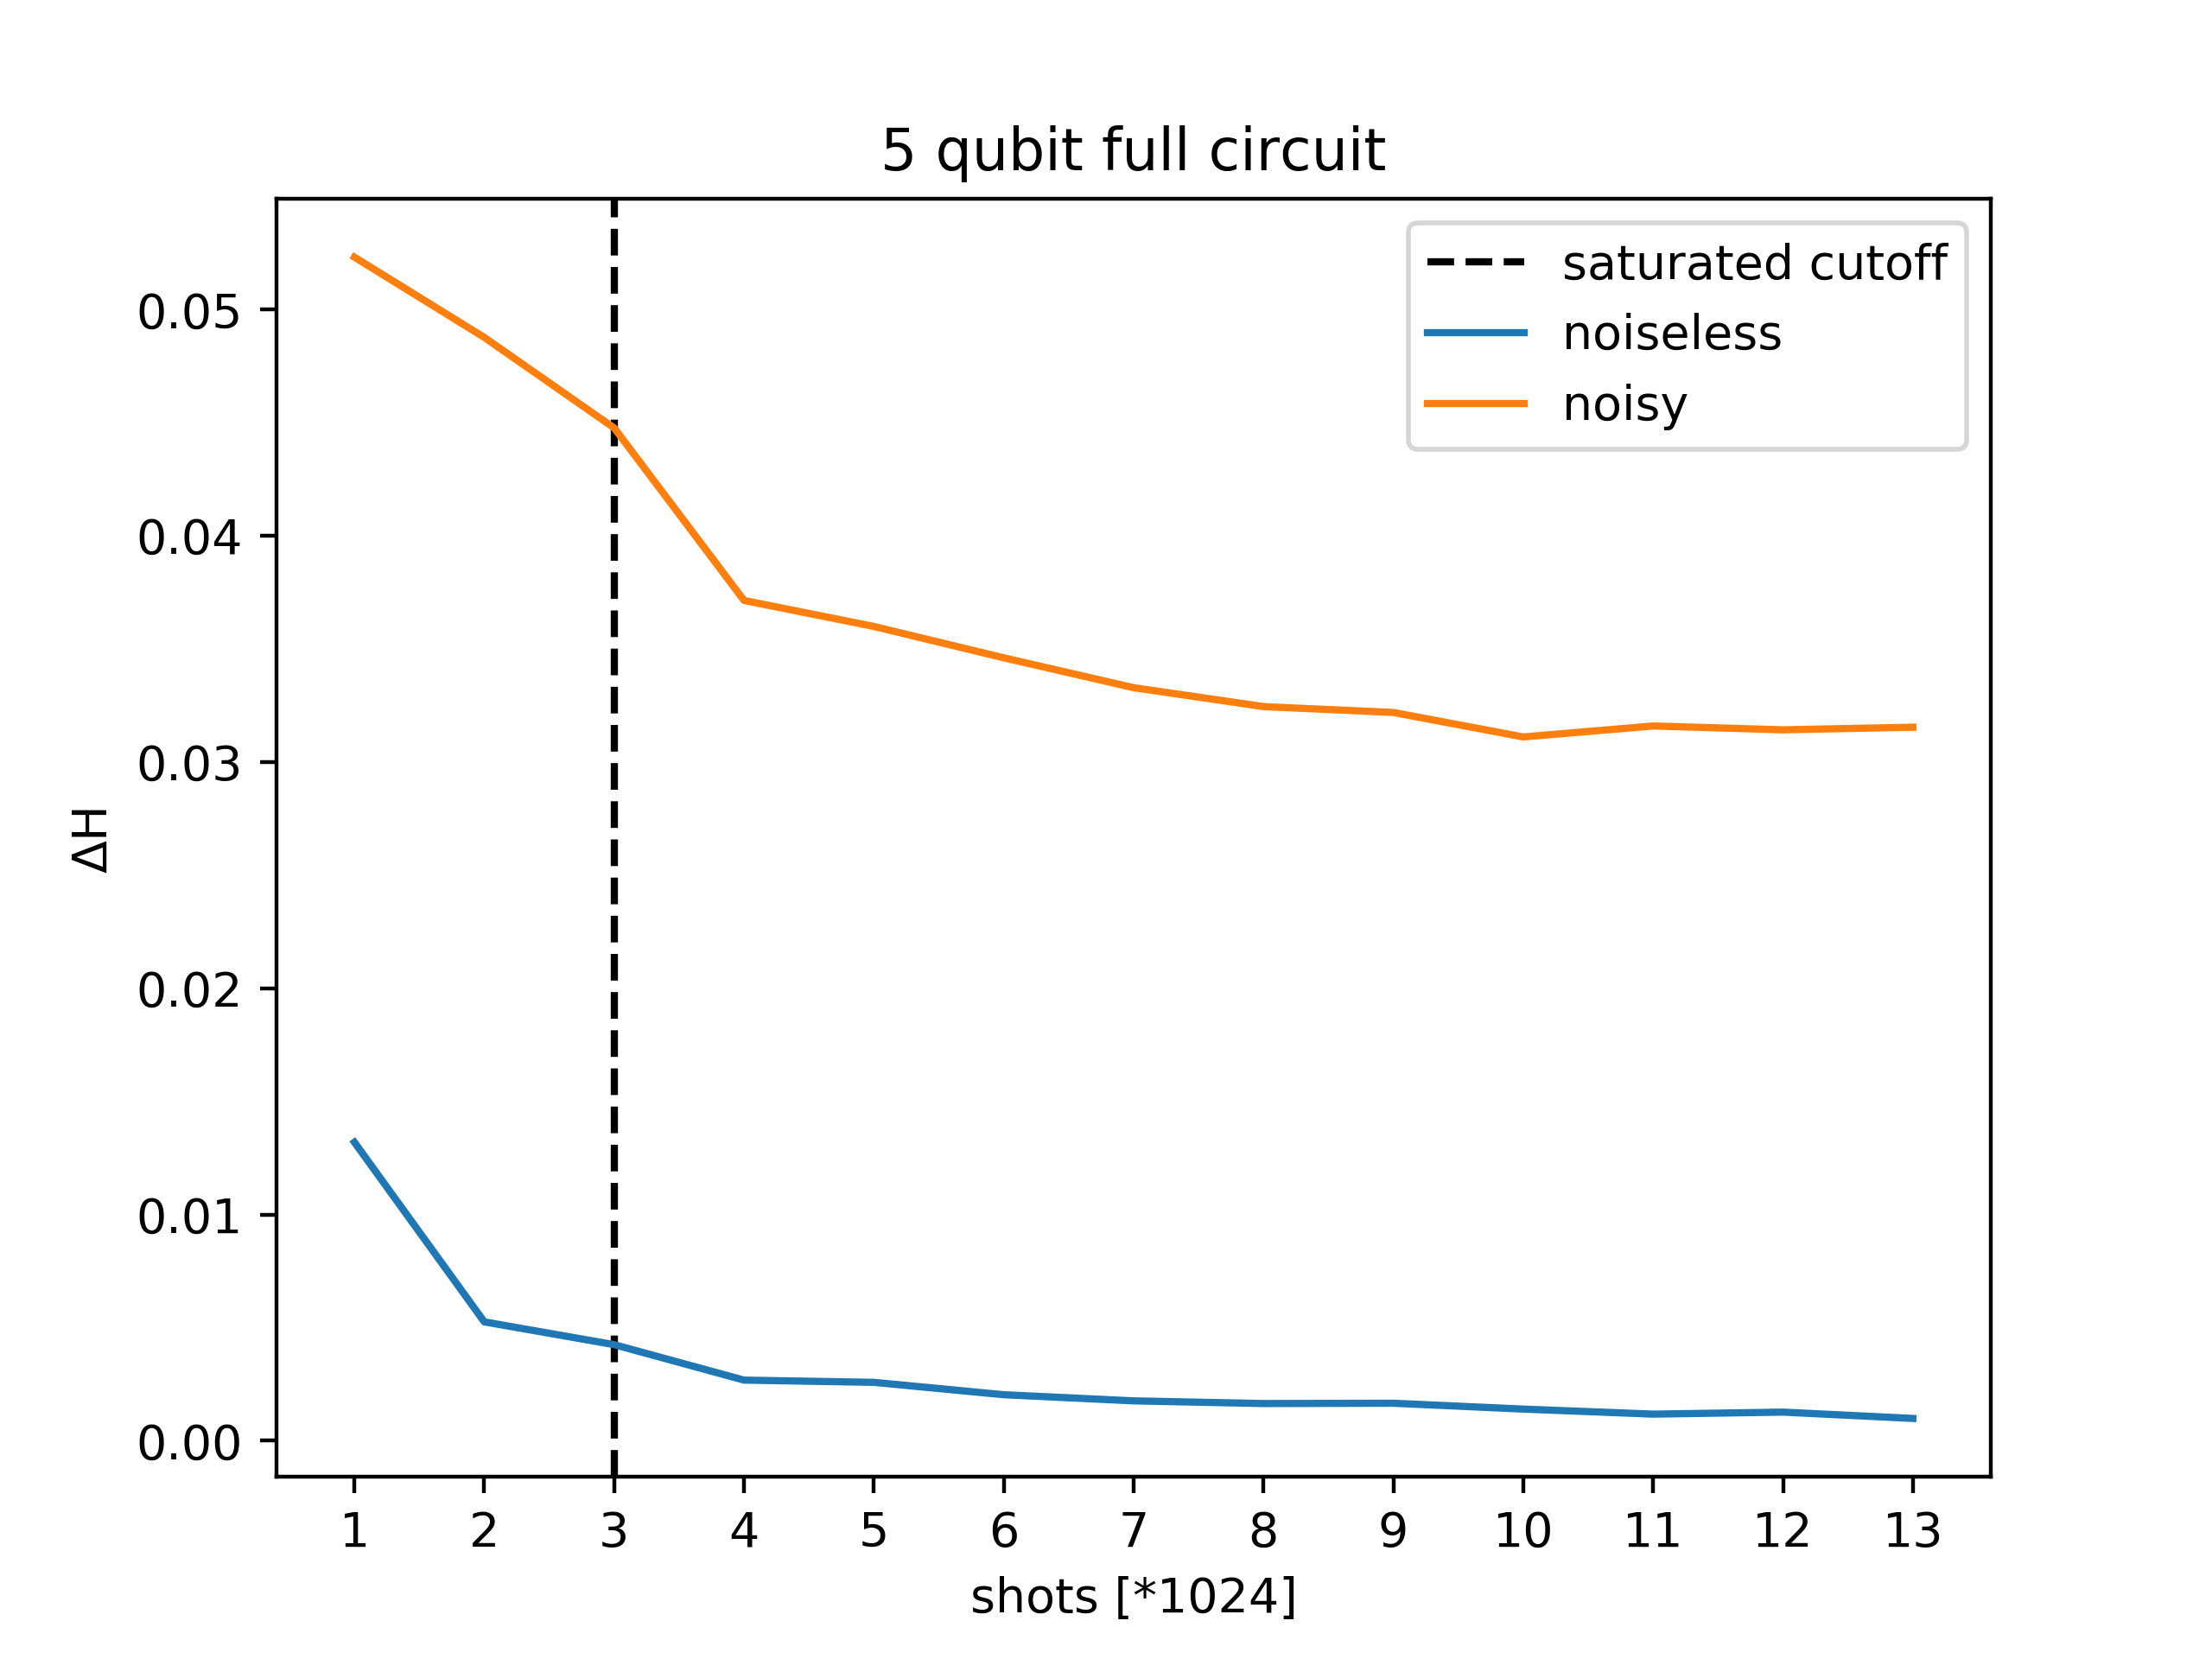 5 qubit full circuit
saturated cutoff
noiseless
noisy
0.05
0.04
0.03
0.02
0.01
0.00
ΔH
1 2 3 4 5 6 7 8 9 10 11 12 13
shots [*1024]